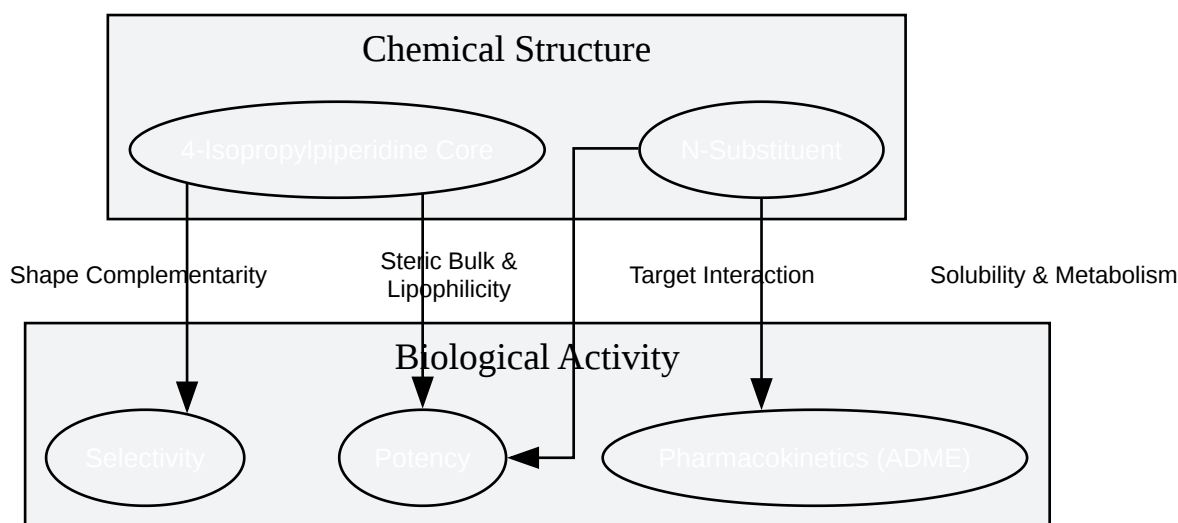 Chemical Structure
4-Isopropylpiperidine Core
N-Substituent
Shape Complementarity
Steric Bulk &
Lipophilicity
Target Interaction
Solubility & Metabolism
Biological Activity
Selectivity
Potency
Pharmacokinetics (ADME)